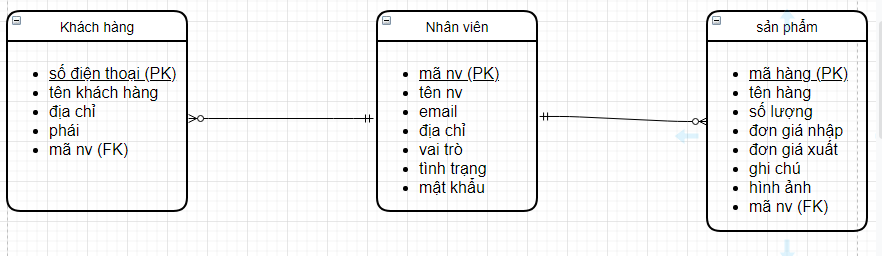 Khách hàng
số điện thoại (PK)
tên khách hàng
địa chỉ
phái
mã nv (FK)
Nhân viên
mã nv (PK)
tên nv
email
địa chỉ
vai trò
tình trạng
mật khẩu
sản phẩm
mã hàng (PK)
tên hàng
số lượng
đơn giá nhập
đơn giá xuất
ghi chú
hình ảnh
mã nv (FK)